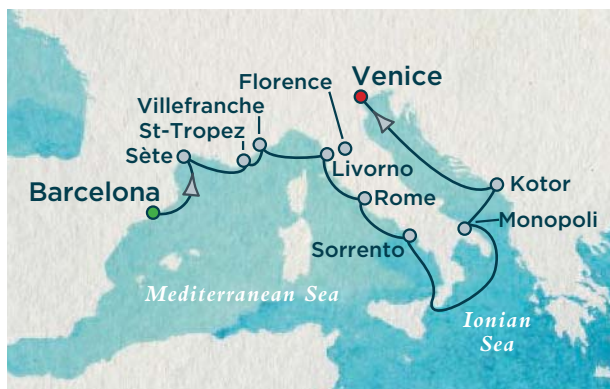 Florence
Venice
Villefranche
St-Tropez
Sète
Livorno
Barcelona
Rome
Kotor
Monopoli
Sorrento
Mediterranean Sea
Ionian
Sea